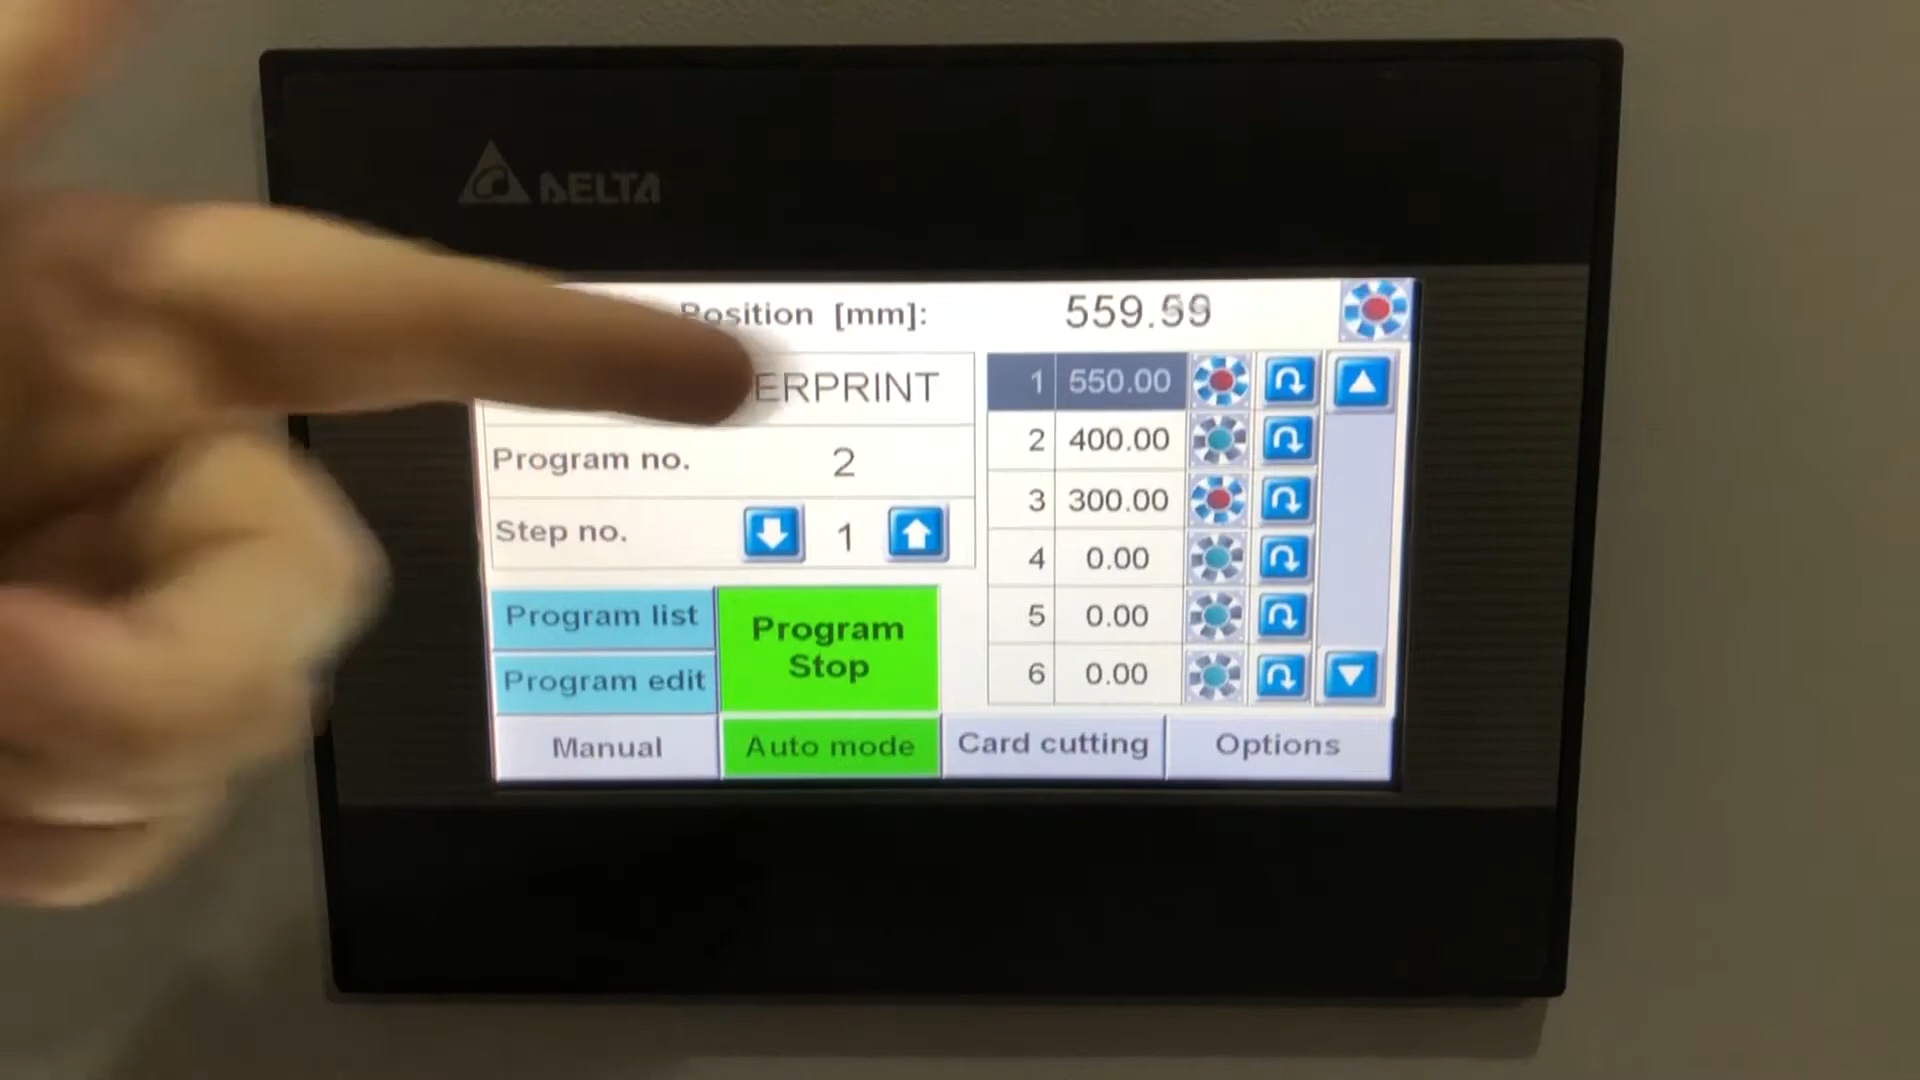 DELTA
Position [mm]:
ERPRINT
Program no. 2
Step no. 1
Program list
Program edit
Program
Stop
1 550.00
2 400.00
3 300.00
4 0.00
5 0.00
6 0.00
Manual
Auto mode
Card cutting
Options